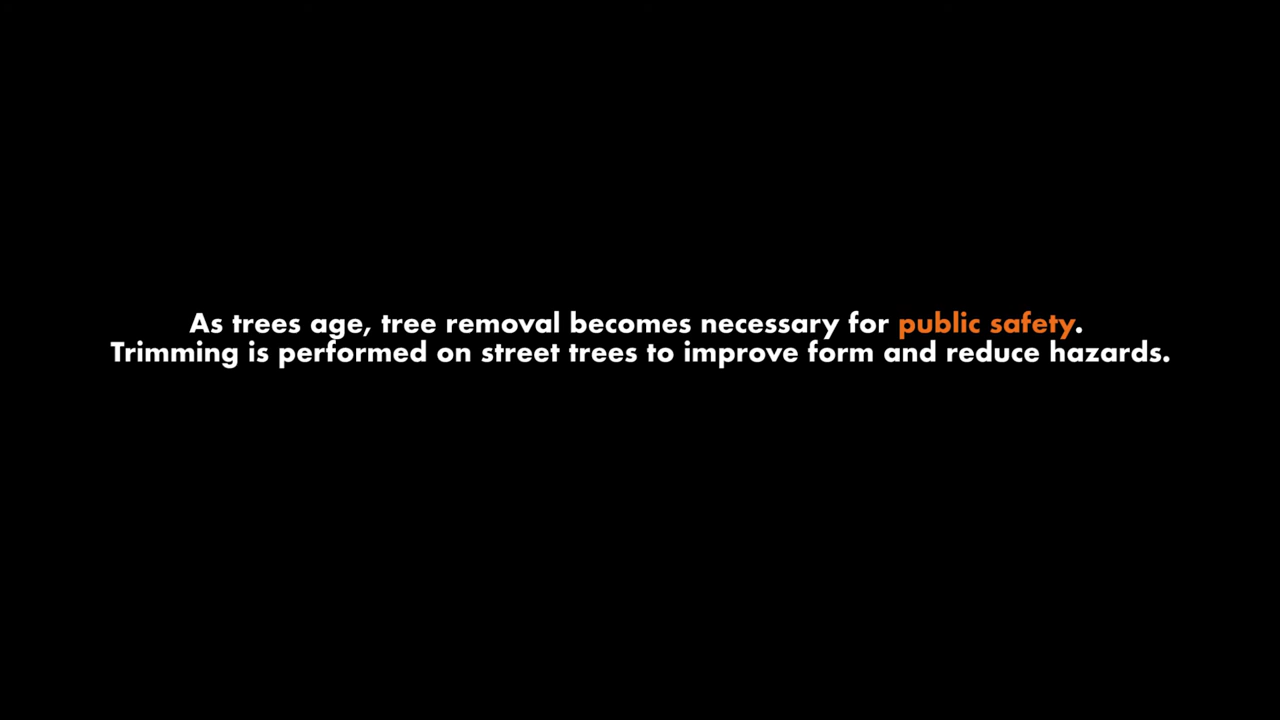 As trees age, tree removal becomes necessary for public safety.
Trimming is performed on street trees to improve form and reduce hazards.